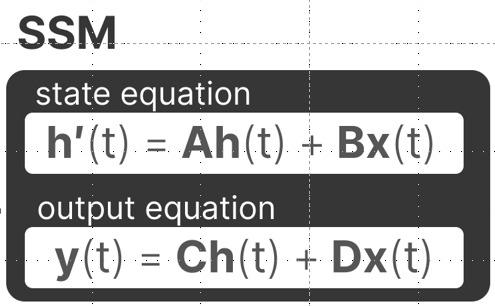 SSM
state equation
h′(t) = Ah(t) + Bx(t)
output equation
y(t) = Ch(t) + Dx(t)